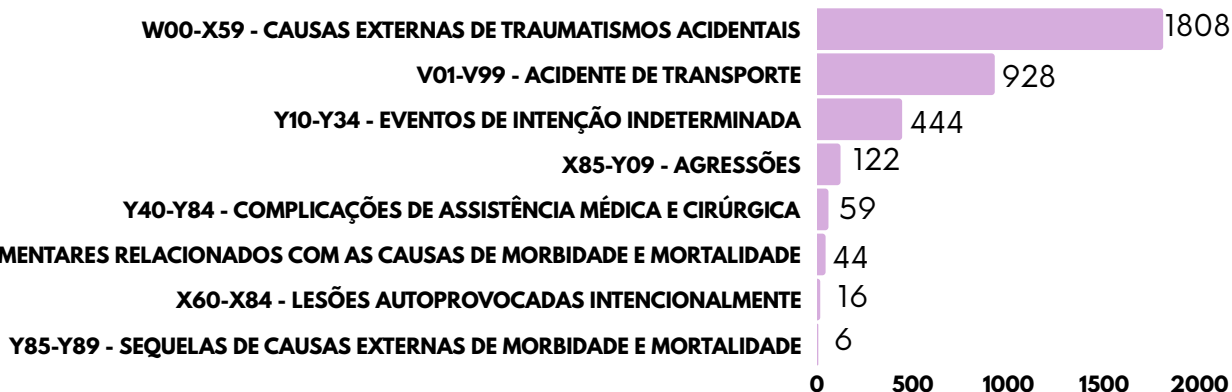 W00-X59 - CAUSAS EXTERNAS DE TRAUMATISMOS ACIDENTAIS 1808
V01-V99 - ACIDENTE DE TRANSPORTE 928
Y10-Y34 - EVENTOS DE INTENÇÃO INDETERMINADA 444
X85-Y09 - AGRESSÕES 122
Y40-Y84 - COMPLICAÇÕES DE ASSISTÊNCIA MÉDICA E CIRÚRGICA 59
MENTARES RELACIONADOS COM AS CAUSAS DE MORBIDADE E MORTALIDADE 44
X60-X84 - LESÕES AUTOPROVOCADAS INTENCIONALMENTE 16
Y85-Y89 - SEQUELAS DE CAUSAS EXTERNAS DE MORBIDADE E MORTALIDADE 6
0 500 1000 1500 2000